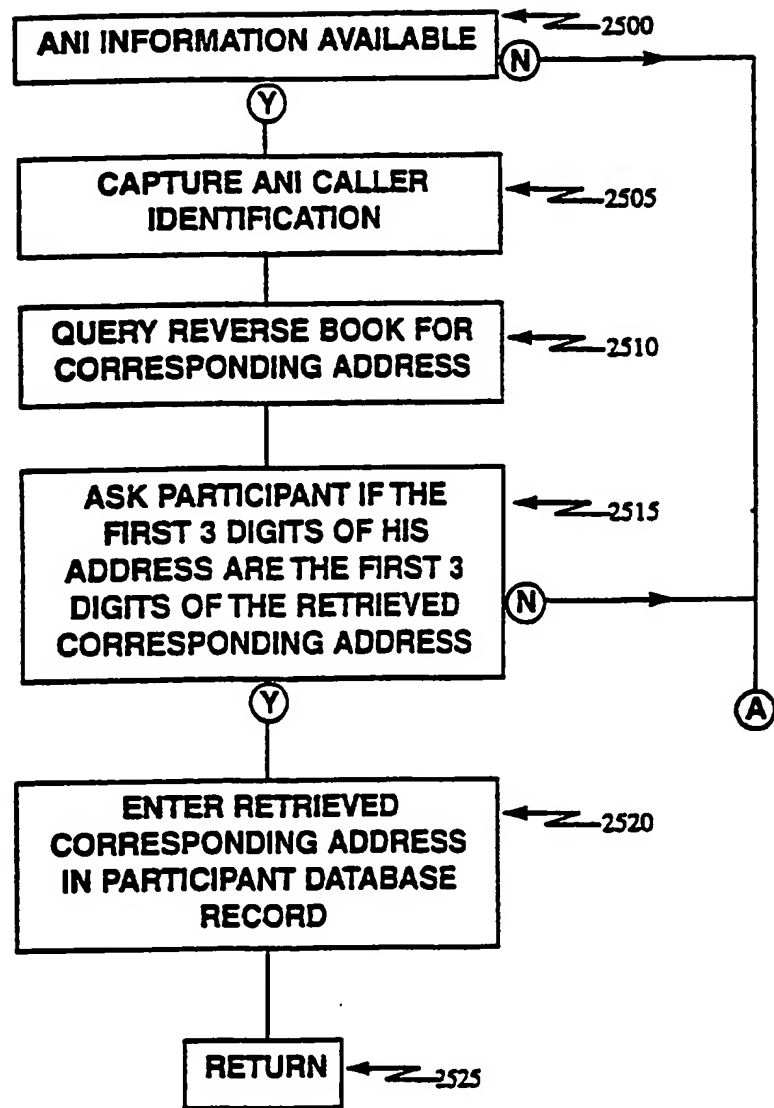 ANI INFORMATION AVAILABLE
2500
N
Y
CAPTURE ANI CALLER
IDENTIFICATION
2505
QUERY REVERSE BOOK FOR
CORRESPONDING ADDRESS
2510
ASK PARTICIPANT IF THE
FIRST 3 DIGITS OF HIS
ADDRESS ARE THE FIRST 3
DIGITS OF THE RETRIEVED
CORRESPONDING ADDRESS
2515
N
Y
A
ENTER RETRIEVED
CORRESPONDING ADDRESS
IN PARTICIPANT DATABASE
RECORD
2520
RETURN
2525